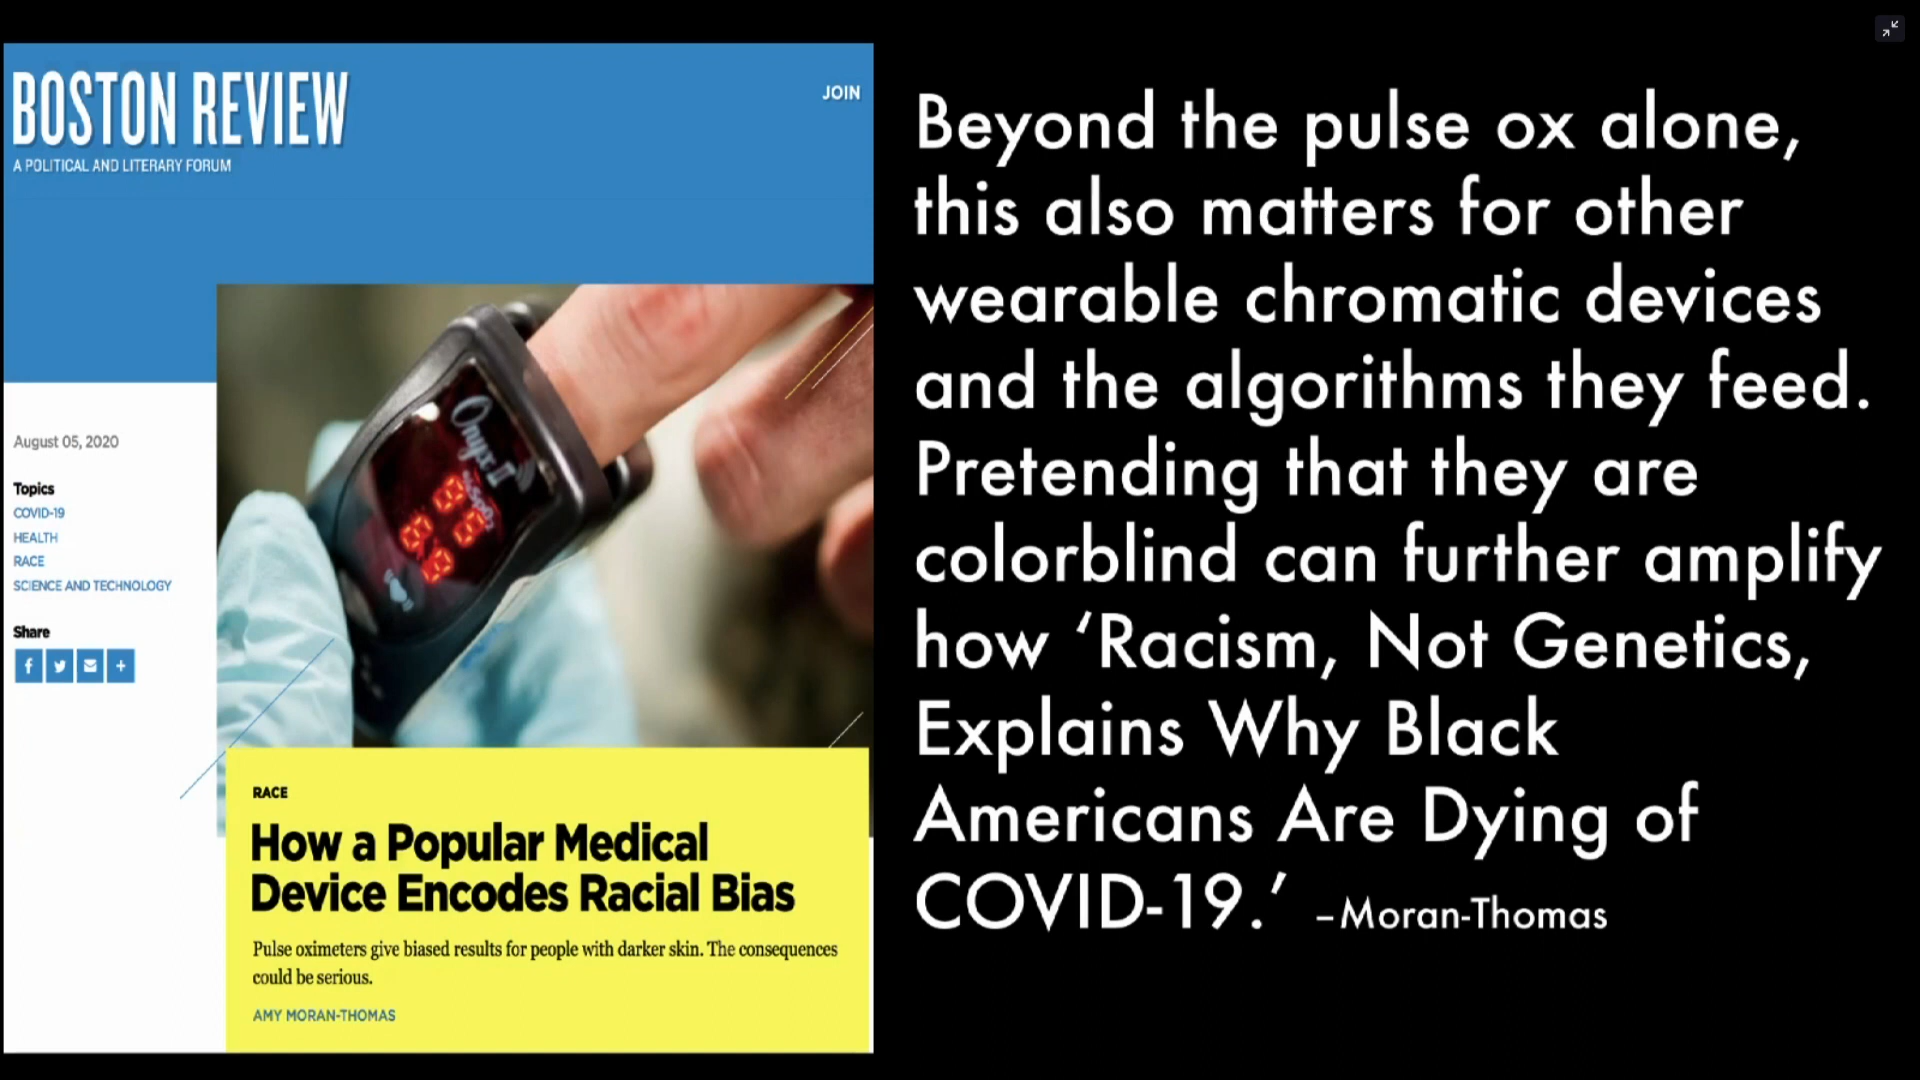 BOSTON REVIEW
A POLITICAL AND LITERARY FORUM
JOIN
August 05, 2020
Topics
COVID-19
HEALTH
RACE
SCIENCE AND TECHNOLOGY
Share
Onyx II
RACE
How a Popular Medical
Device Encodes Racial Bias
Pulse oximeters give biased results for people with darker skin. The consequences
could be serious.
AMY MORAN-THOMAS
Beyond the pulse ox alone,
this also matters for other
wearable chromatic devices
and the algorithms they feed.
Pretending that they are
colorblind can further amplify
how ‘Racism, Not Genetics,
Explains Why Black
Americans Are Dying of
COVID-19.’ –Moran-Thomas